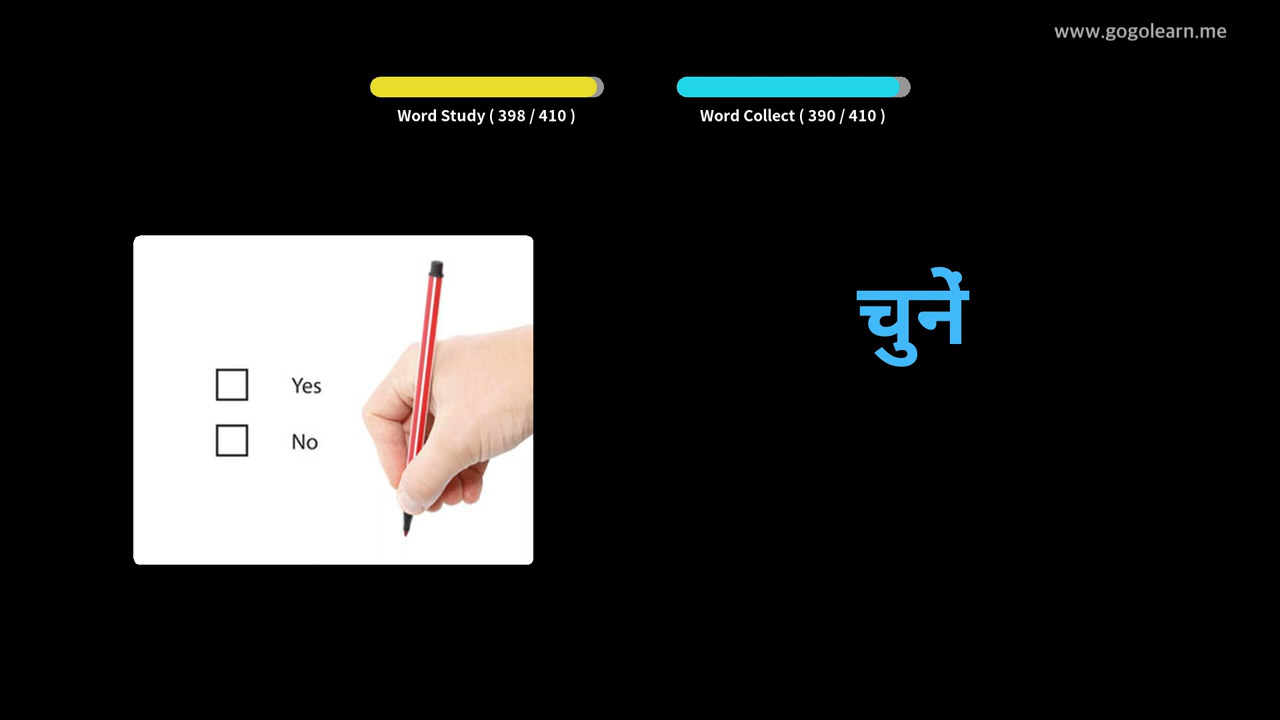 www.gogolearn.me
Word Study ( 398 / 410 )
Word Collect ( 390 / 410 )
चुनें
Yes
No